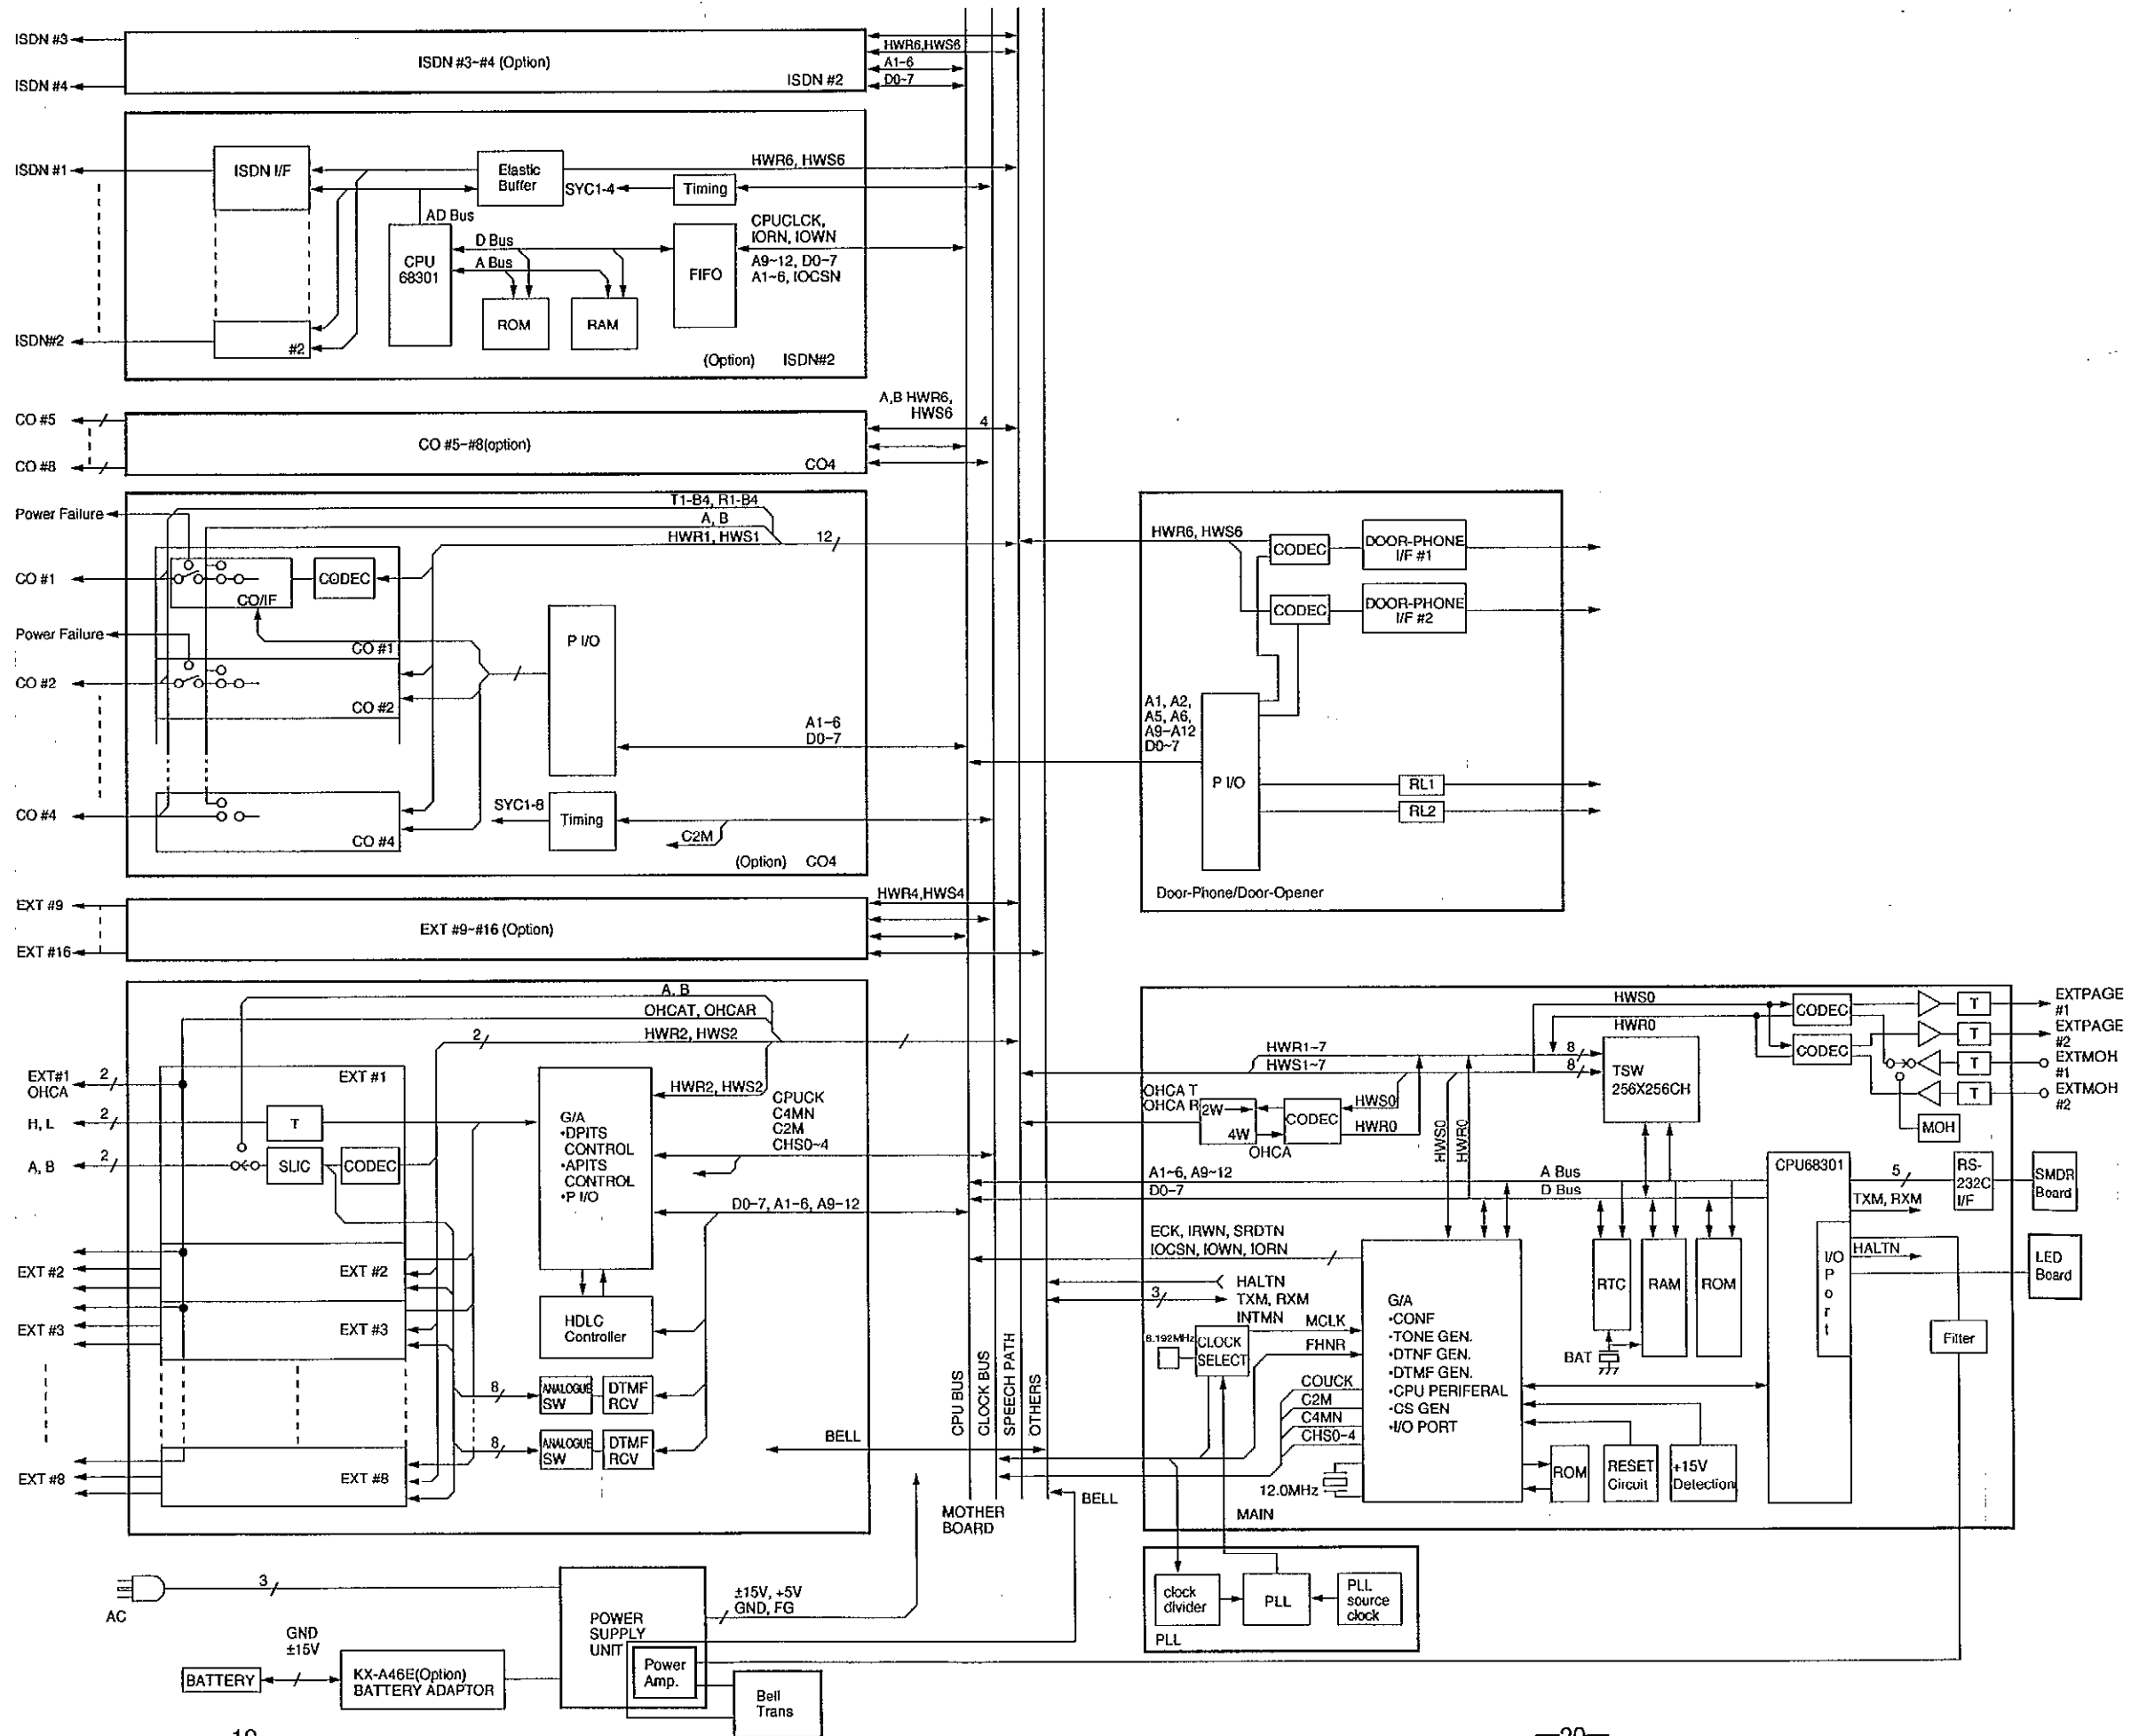 ISDN #3
ISDN #4
ISDN #3~#4 (Option)
ISDN #2
HWR6,HWS6
A1~6
D0~7
ISDN #1
ISDN I/F
Elastic
Buffer
HWR6, HWS6
SYC1-4
Timing
AD Bus
CPU
68301
D Bus
A Bus
ROM
RAM
FIFO
CPUCLCK,
IORN, IOWN
A9~12, D0~7
A1~6, IOCSN
ISDN#2
#2
(Option) ISDN#2
CO #5
CO #8
CO #5~#8(option)
CO4
A,B HWR6,
HWS6
4
Power Failure
T1-B4, R1-B4
A, B
HWR1, HWS1
12
CO #1
CO/IF
CODEC
Power Failure
CO #1
CO #2
CO #2
P I/O
A1~6
D0~7
CO #4
CO #4
SYC1-8
Timing
C2M
(Option) CO4
HWR6, HWS6
CODEC
DOOR-PHONE
I/F #1
CODEC
DOOR-PHONE
I/F #2
A1, A2,
A5, A6,
A9~A12
D0~7
P I/O
RL1
RL2
Door-Phone/Door-Opener
EXT #9
EXT #16
EXT #9~#16 (Option)
HWR4,HWS4
A, B
OHCAT, OHCAR
HWR2, HWS2
2
EXT#1
OHCA
2
H, L
2
A, B
2
EXT #1
T
SLIC
CODEC
G/A
•DPITS
CONTROL
•APITS
CONTROL
•P I/O
HWR2, HWS2
CPUCK
C4MN
C2M
CHS0~4
D0~7, A1~6, A9~12
EXT #2
EXT #2
EXT #3
EXT #3
HDLC
Controller
8
ANALOGUE
SW
DTMF
RCV
8
ANALOGUE
SW
DTMF
RCV
BELL
EXT #8
EXT #8
CPU BUS
CLOCK BUS
SPEECH PATH
OTHERS
MOTHER
BOARD
BELL
HWS0
HWR0
CODEC
CODEC
T
T
T
T
EXTPAGE
#1
EXTPAGE
#2
EXTMOH
#1
EXTMOH
#2
MOH
HWR1~7
HWS1~7
8
8
TSW
256X256CH
OHCA T
OHCA R
2W
4W
OHCA
CODEC
HWS0
HWR0
HWS0
HWR0
A1~6, A9~12
D0~7
A Bus
D Bus
CPU68301
5
TXM, RXM
RS-
232C
I/F
SMDR
Board
I/O
P
o
r
t
HALTN
LED
Board
Filter
ECK, IRWN, SRDTN
IOCSN, IOWN, IORN
HALTN
3
TXM, RXM
INTMN
8.192MHz
CLOCK
SELECT
MCLK
FHNR
COUCK
C2M
C4MN
CHS0~4
12.0MHz
G/A
•CONF
•TONE GEN.
•DTNF GEN.
•DTMF GEN.
•CPU PERIFERAL
•CS GEN
•I/O PORT
RTC
RAM
ROM
BAT
ROM
RESET
Circuit
+15V
Detection
MAIN
clock
divider
PLL
PLL
source
clock
PLL
AC
3
POWER
SUPPLY
UNIT
±15V, +5V
GND, FG
Power
Amp.
Bell
Trans
GND
±15V
BATTERY
KX-A46E(Option)
BATTERY ADAPTOR
—20—